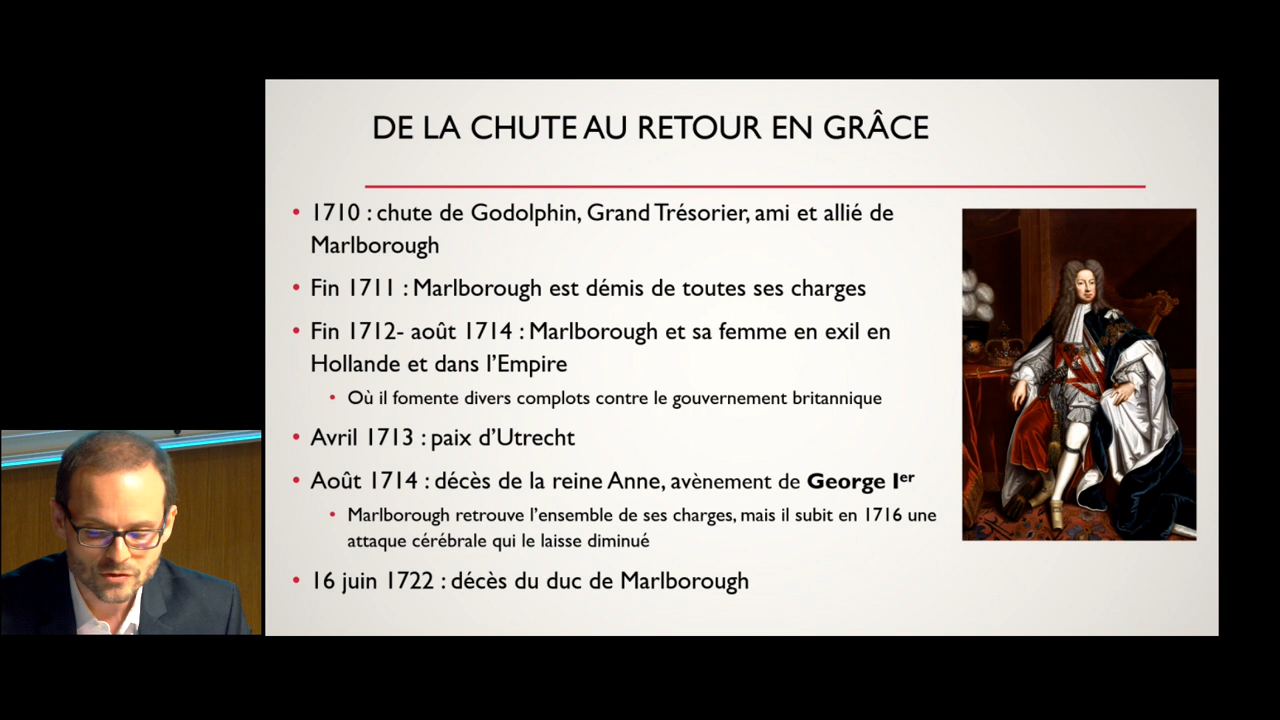 DE LA CHUTE AU RETOUR EN GRÂCE
• 1710 : chute de Godolphin, Grand Trésorier, ami et allié de
Marlborough
• Fin 1711 : Marlborough est démis de toutes ses charges
• Fin 1712- août 1714 : Marlborough et sa femme en exil en
Hollande et dans l’Empire
• Où il fomente divers complots contre le gouvernement britannique
• Avril 1713 : paix d’Utrecht
• Août 1714 : décès de la reine Anne, avènement de George Iᵉʳ
• Marlborough retrouve l’ensemble de ses charges, mais il subit en 1716 une
attaque cérébrale qui le laisse diminué
• 16 juin 1722 : décès du duc de Marlborough